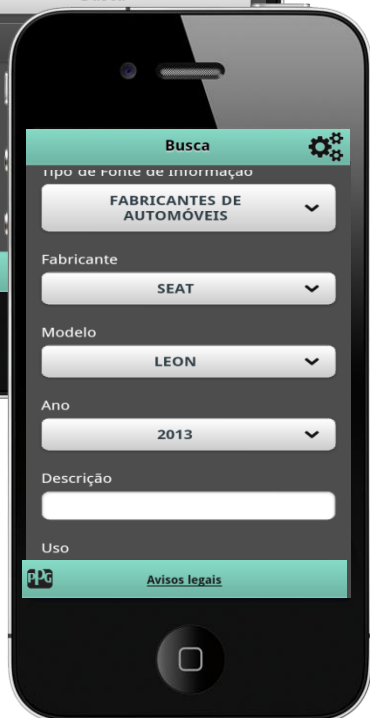 Busca
Tipo de Fonte de Informação
FABRICANTES DE
AUTOMÓVEIS
Fabricante
SEAT
Modelo
LEON
Ano
2013
Descrição
Uso
PPG
Avisos legais